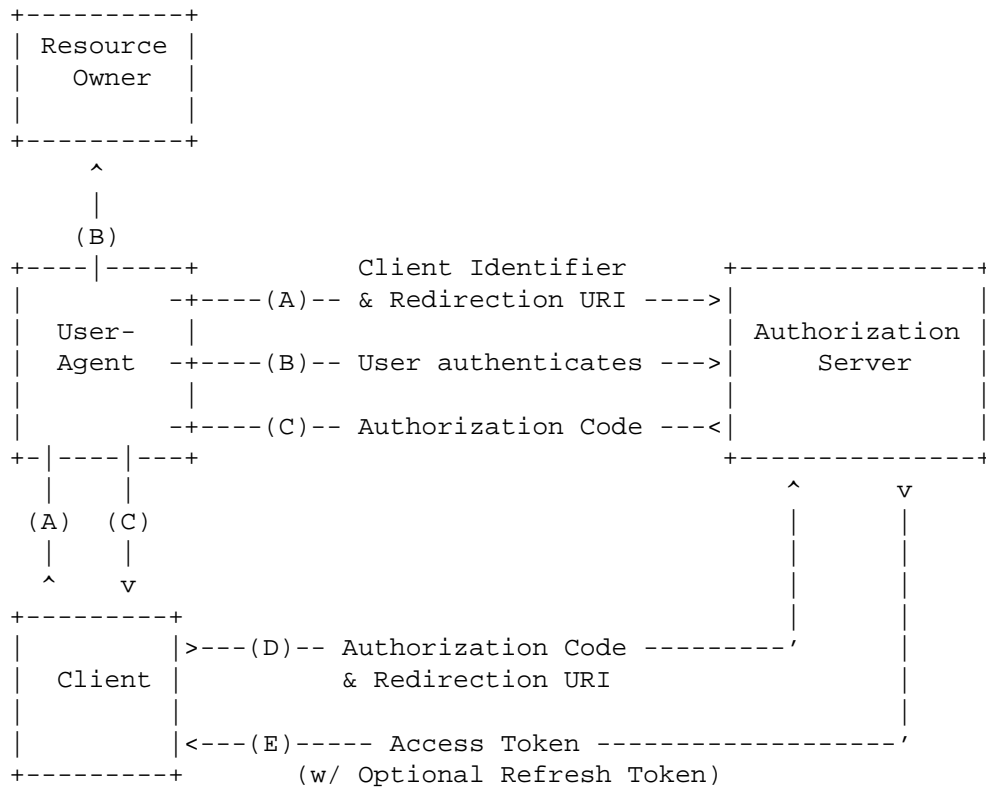 Resource
Owner
(B)
Client Identifier
(A) & Redirection URI
User-
Authorization
Agent
(B) User authenticates
Server
(C) Authorization Code
(A) (C)
v
v
(D) Authorization Code
Client
& Redirection URI
(E) Access Token
(w/ Optional Refresh Token)